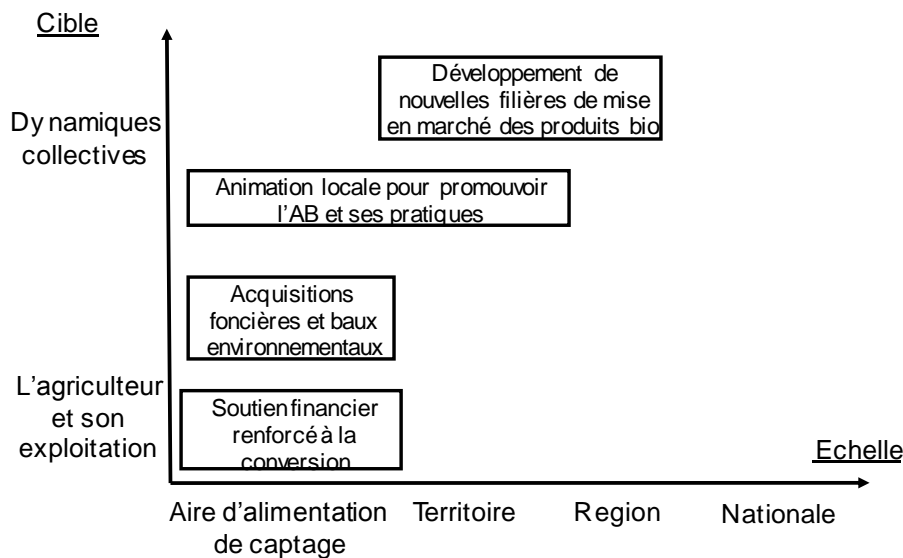 Cible
Développement de
nouvelles filières de mise
en marché des produits bio
Dynamiques
collectives
Animation locale pour promouvoir
l'AB et ses pratiques
Acquisitions
foncières et baux
environnementaux
L'agriculteur
et son
exploitation
Soutien financier
renforcé à la
conversion
Echelle
Aire d'alimentation
de captage
Territoire
Region
Nationale